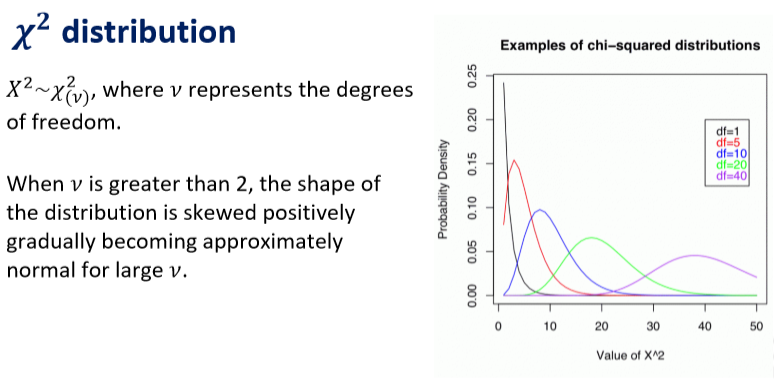 χ² distribution
X²~χ²₍ᵥ₎, where ν represents the degrees
of freedom.
When ν is greater than 2, the shape of
the distribution is skewed positively
gradually becoming approximately
normal for large ν.
Examples of chi−squared distributions
Probability Density
0.00 0.05 0.10 0.15 0.20 0.25
df=1
df=5
df=10
df=20
df=40
0 10 20 30 40 50
Value of X^2